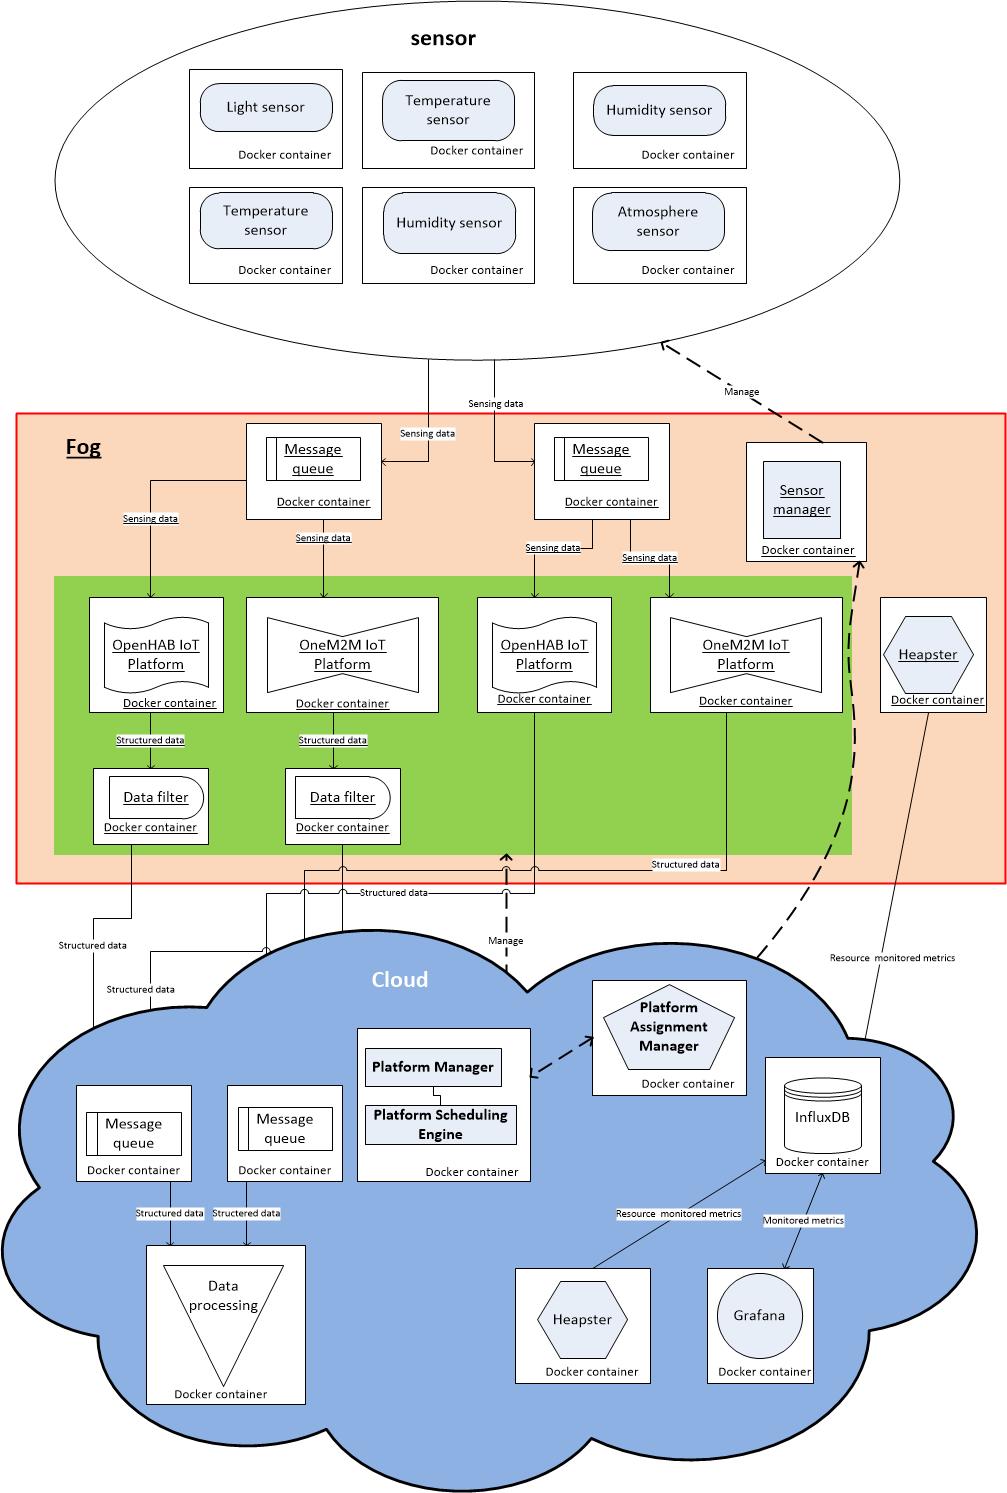 sensor
Light sensor
Docker container
Temperature
sensor
Docker container
Humidity sensor
Docker container
Temperature
sensor
Docker container
Humidity sensor
Docker container
Atmosphere
sensor
Docker container
Manage
Sensing data
Sensing data
Fog
Message
queue
Docker container
Message
queue
Docker container
Sensor
manager
Docker container
Sensing data
Sensing data
Sensing data
Sensing data
OpenHAB IoT
Platform
Docker container
OneM2M IoT
Platform
Docker container
OpenHAB IoT
Platform
Docker container
OneM2M IoT
Platform
Docker container
Heapster
Docker container
Structured data
Structured data
Data filter
Docker container
Data filter
Docker container
Structured data
Structured data
Structured data
Manage
Resource monitored metrics
Structured data
Cloud
Platform
Assignment
Manager
Docker container
Platform Manager
Platform Scheduling
Engine
Docker container
Message
queue
Docker container
Message
queue
Docker container
InfluxDB
Docker container
Structured data
Structered data
Resource monitored metrics
Monitored metrics
Data
processing
Docker container
Heapster
Docker container
Grafana
Docker container